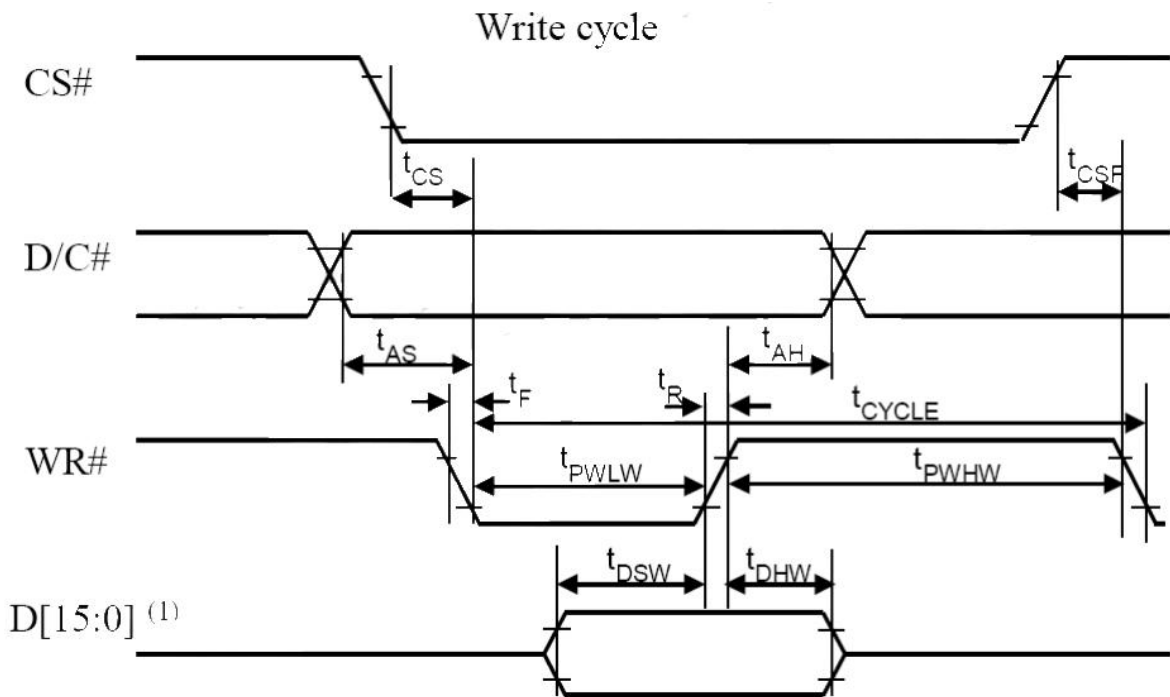 Write cycle
CS#
tCS
tCSF
D/C#
tAS
tAH
tF
tR
tCYCLE
WR#
tPWLW
tPWHW
tDSW
tDHW
D[15:0] (1)